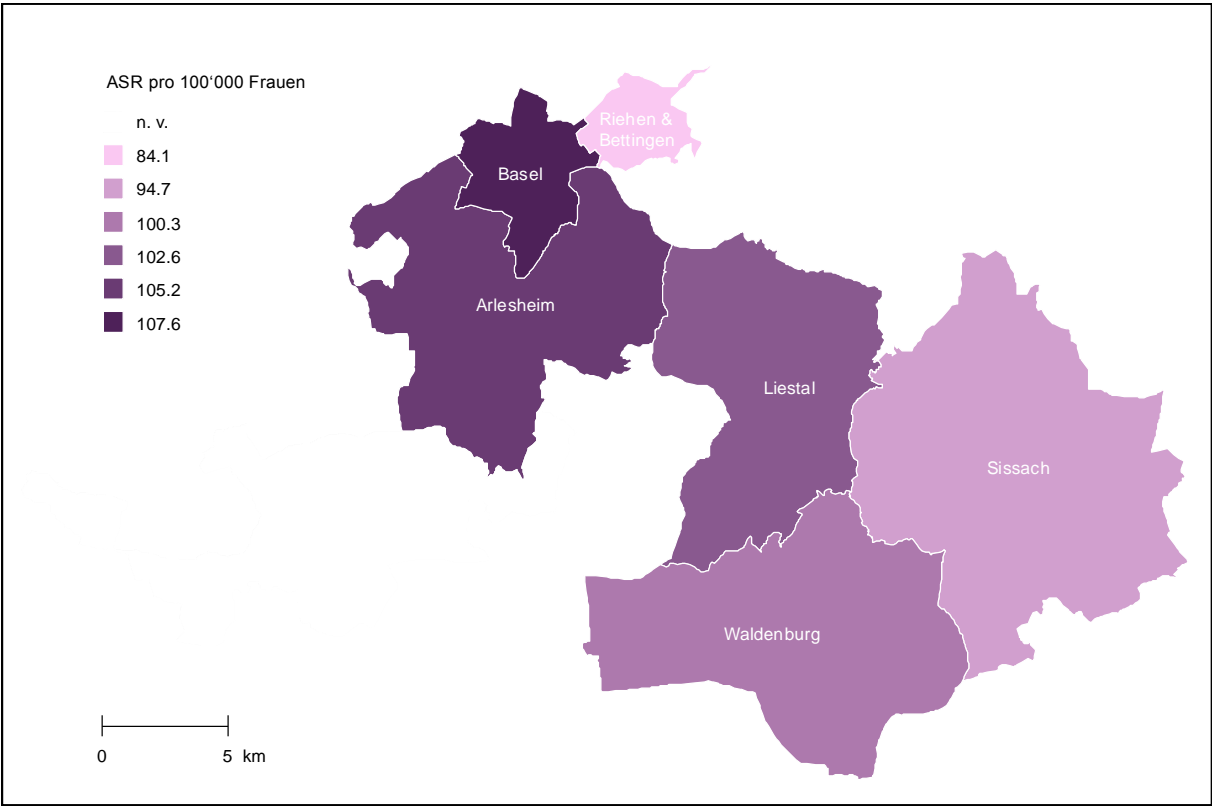 ASR pro 100‘000 Frauen
n. v.
84.1
94.7
100.3
102.6
105.2
107.6
Riehen &
Bettingen
Basel
Arlesheim
Liestal
Sissach
Waldenburg
0 5 km